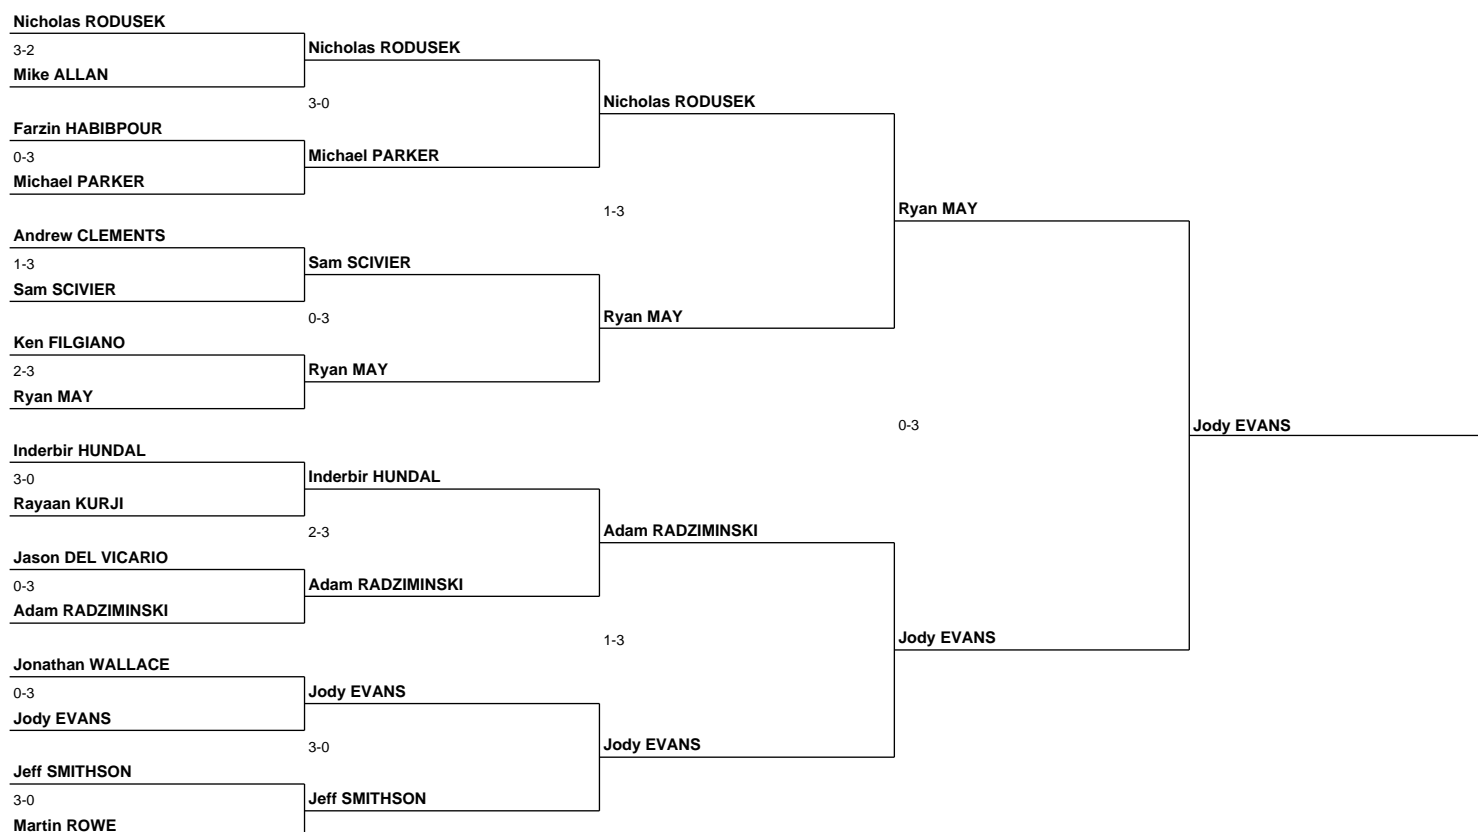 Nicholas RODUSEK
3-2
Nicholas RODUSEK
Mike ALLAN
3-0
Nicholas RODUSEK
Farzin HABIBPOUR
0-3
Michael PARKER
Michael PARKER
1-3
Ryan MAY
Andrew CLEMENTS
1-3
Sam SCIVIER
Sam SCIVIER
0-3
Ryan MAY
Ken FILGIANO
2-3
Ryan MAY
Ryan MAY
0-3
Jody EVANS
Inderbir HUNDAL
3-0
Inderbir HUNDAL
Rayaan KURJI
2-3
Adam RADZIMINSKI
Jason DEL VICARIO
0-3
Adam RADZIMINSKI
Adam RADZIMINSKI
1-3
Jody EVANS
Jonathan WALLACE
0-3
Jody EVANS
Jody EVANS
3-0
Jody EVANS
Jeff SMITHSON
3-0
Jeff SMITHSON
Martin ROWE